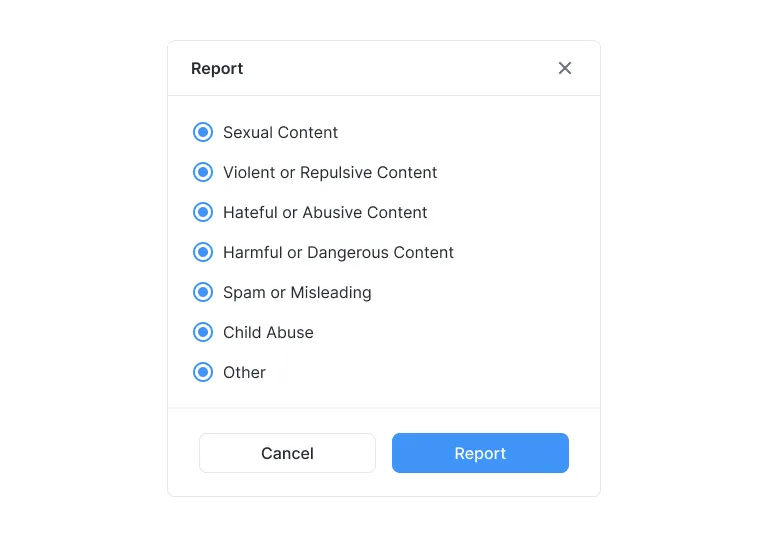 Report
Sexual Content
Violent or Repulsive Content
Hateful or Abusive Content
Harmful or Dangerous Content
Spam or Misleading
Child Abuse
Other
Cancel
Report